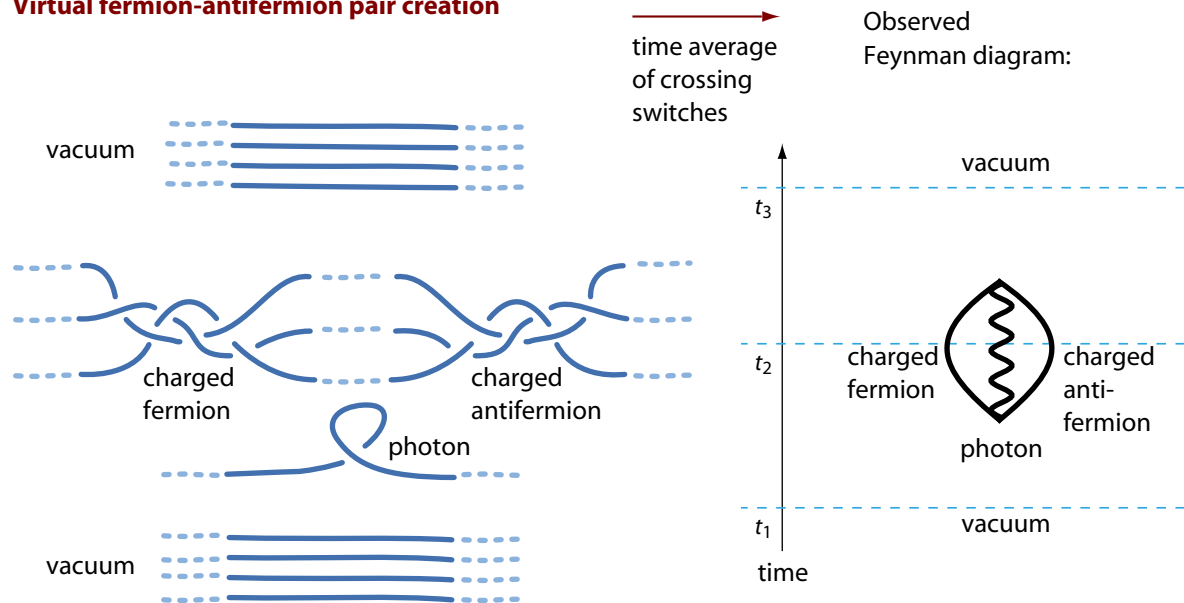 Virtual fermion-antifermion pair creation
time average
of crossing
switches
Observed
Feynman diagram:
vacuum
charged
fermion
charged
antifermion
photon
vacuum
vacuum
t3
t2
charged
fermion
charged
anti-
fermion
photon
t1
vacuum
time